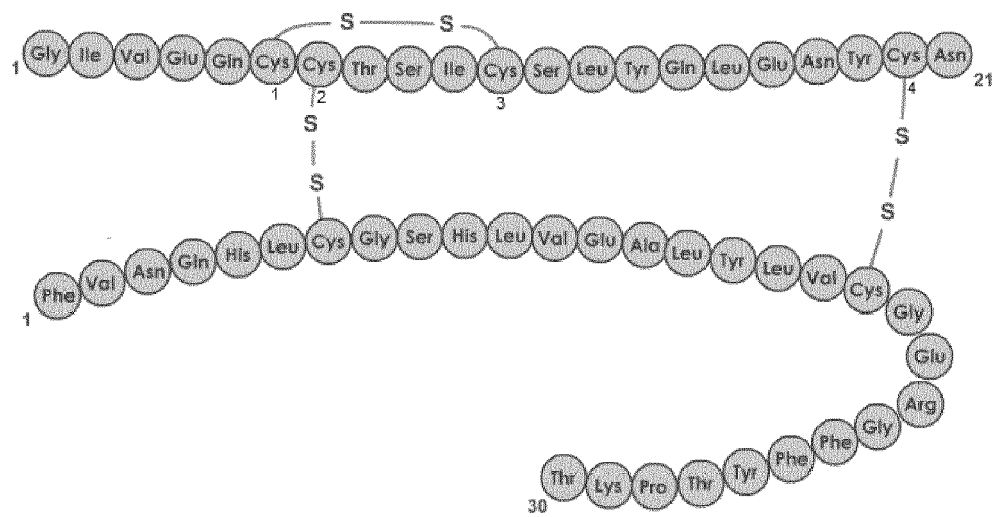 S S
Gly Ile Val Glu Gln Cys Cys Thr Ser Ile Cys Ser Leu Tyr Gln Leu Glu Asn Tyr Cys Asn
1 1 2 3 4 21
S S
S S
Phe Val Asn Gln His Leu Cys Gly Ser His Leu Val Glu Ala Leu Tyr Leu Val Cys Gly Glu Arg Gly Phe Phe Tyr Thr Pro Lys Thr
1 30